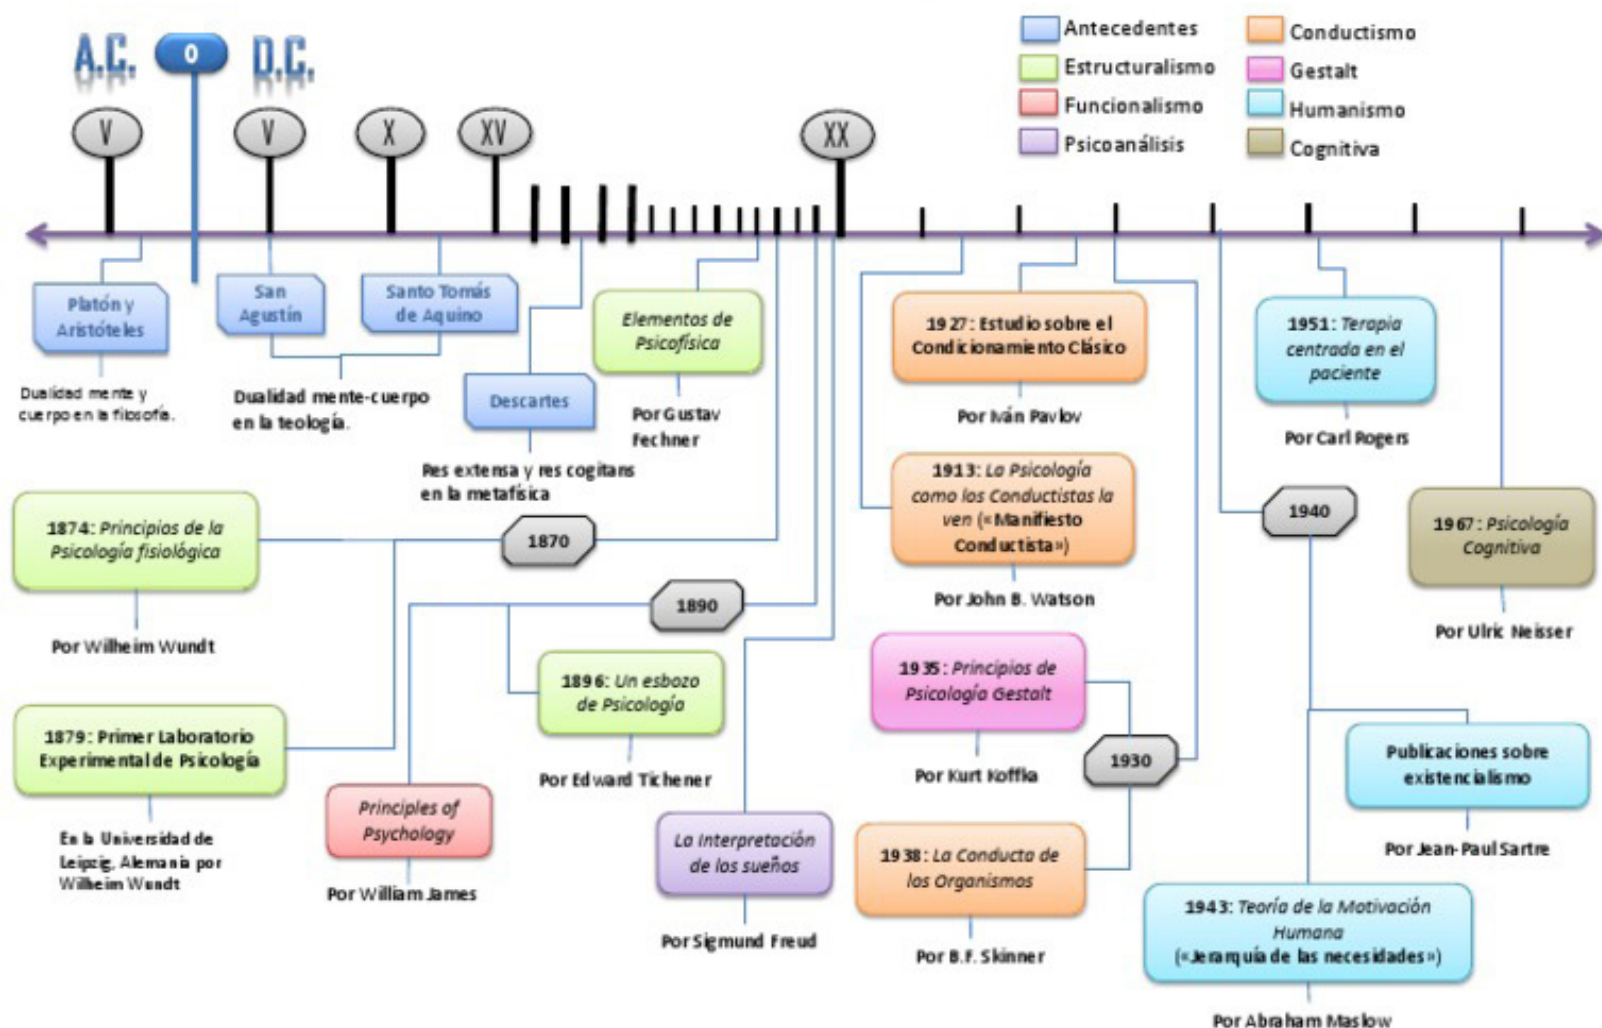 A.C.
0
D.C.
V
V
X
XV
XX
Antecedentes
Estructuralismo
Funcionalismo
Psicoanálisis
Conductismo
Gestalt
Humanismo
Cognitiva
Platón y
Aristóteles
Dualidad mente y
cuerpo en la filosofía.
San
Agustín
Santo Tomás
de Aquino
Dualidad mente-cuerpo
en la teología.
Descartes
Res extensa y res cogitans
en la metafísica
Elementos de
Psicofísica
Por Gustav
Fechner
1927: Estudio sobre el
Condicionamiento Clásico
Por Iván Pavlov
1913: La Psicología
como los Conductistas la
ven («Manifiesto
Conductista»)
Por John B. Watson
1951: Terapia
centrada en el
paciente
Por Carl Rogers
1940
1967: Psicología
Cognitiva
Por Ulric Neisser
1874: Principios de la
Psicología fisiológica
Por Wilheim Wundt
1870
1890
1896: Un esbozo
de Psicología
Por Edward Tichener
1879: Primer Laboratorio
Experimental de Psicología
En la Universidad de
Leipzig, Alemania por
Wilheim Wundt
Principles of
Psychology
Por William James
La Interpretación
de los sueños
Por Sigmund Freud
1935: Principios de
Psicología Gestalt
Por Kurt Koffka
1930
1938: La Conducta de
los Organismos
Por B.F. Skinner
Publicaciones sobre
existencialismo
Por Jean-Paul Sartre
1943: Teoría de la Motivación
Humana
(«Jerarquía de las necesidades»)
Por Abraham Maslow